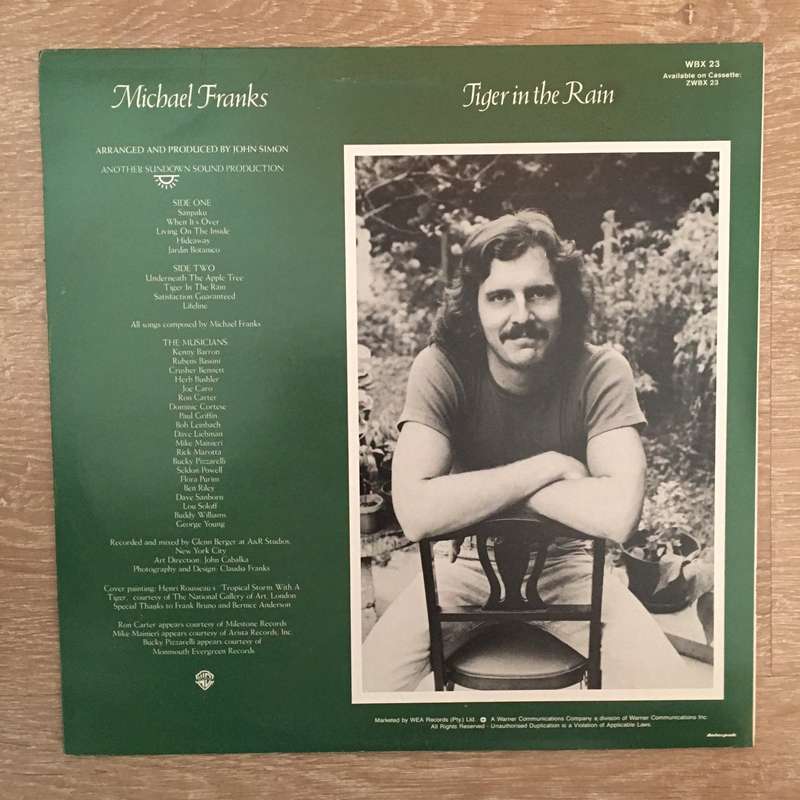 Michael Franks
Tiger in the Rain
WBX 23
Available on Cassette:
ZWBX 23
ARRANGED AND PRODUCED BY JOHN SIMON
ANOTHER SUNDOWN SOUND PRODUCTION
SIDE ONE
Sanpaku
When It's Over
Living On The Inside
Hideaway
Jardin Botanico
SIDE TWO
Underneath The Apple Tree
Tiger In The Rain
Satisfaction Guaranteed
Lifeline
All songs composed by Michael Franks
THE MUSICIANS:
Kenny Barron
Rubens Bassini
Crusher Bennett
Herb Bushler
Joe Caro
Ron Carter
Dominic Cortese
Paul Griffin
Bob Leinbach
Dave Liebman
Mike Mainieri
Rick Marotta
Bucky Pizzarelli
Seldon Powell
Flora Purim
Ben Riley
Dave Sanborn
Lou Soloff
Buddy Williams
George Young
Recorded and mixed by Glenn Berger at A&R Studios,
New York City
Art Direction: John Cabalka
Photography and Design: Claudia Franks
Cover painting: Henri Rousseau's "Tropical Storm With A
Tiger" courtesy of The National Gallery of Art, London
Special Thanks to Frank Bruno and Bernice Anderson
Ron Carter appears courtesy of Milestone Records
Mike Mainieri appears courtesy of Arista Records, Inc.
Bucky Pizzarelli appears courtesy of
Monmouth Evergreen Records
Marketed by WEA Records (Pty.) Ltd. A Warner Communications Company a division of Warner Communications Inc.
All Rights Reserved - Unauthorised Duplication is a Violation of Applicable Laws.